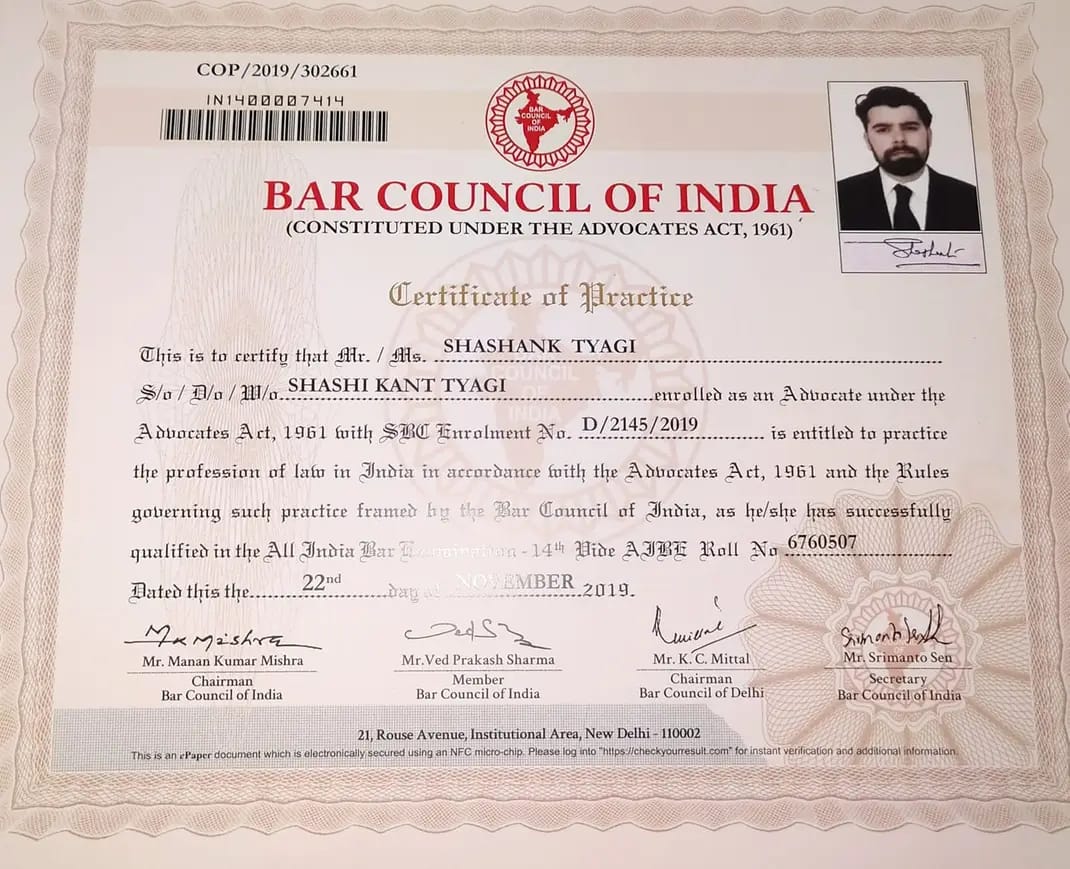 COP/2019/302661
IN1400007414
BAR
COUNCIL
OF
INDIA
BAR COUNCIL OF INDIA
(CONSTITUTED UNDER THE ADVOCATES ACT, 1961)
Certificate of Practice
This is to certify that Mr. / Ms. SHASHANK TYAGI
S/o / D/o / W/o. SHASHI KANT TYAGI enrolled as an Advocate under the
Advocates Act, 1961 with SBC Enrolment No. D/2145/2019 is entitled to practice
the profession of law in India in accordance with the Advocates Act, 1961 and the Rules
governing such practice framed by the Bar Council of India, as he/she has successfully
qualified in the All India Bar Examination - 14th Vide AIBE Roll No 6760507
Dated this the 22nd day of NOVEMBER 2019.
Mr. Manan Kumar Mishra
Chairman
Bar Council of India
Mr.Ved Prakash Sharma
Member
Bar Council of India
Mr. K. C. Mittal
Chairman
Bar Council of Delhi
Mr. Srimanto Sen
Secretary
Bar Council of India
21, Rouse Avenue, Institutional Area, New Delhi - 110002
This is an ePaper document which is electronically secured using an NFC micro-chip. Please log into "https://checkyourresult.com" for instant verification and additional information.